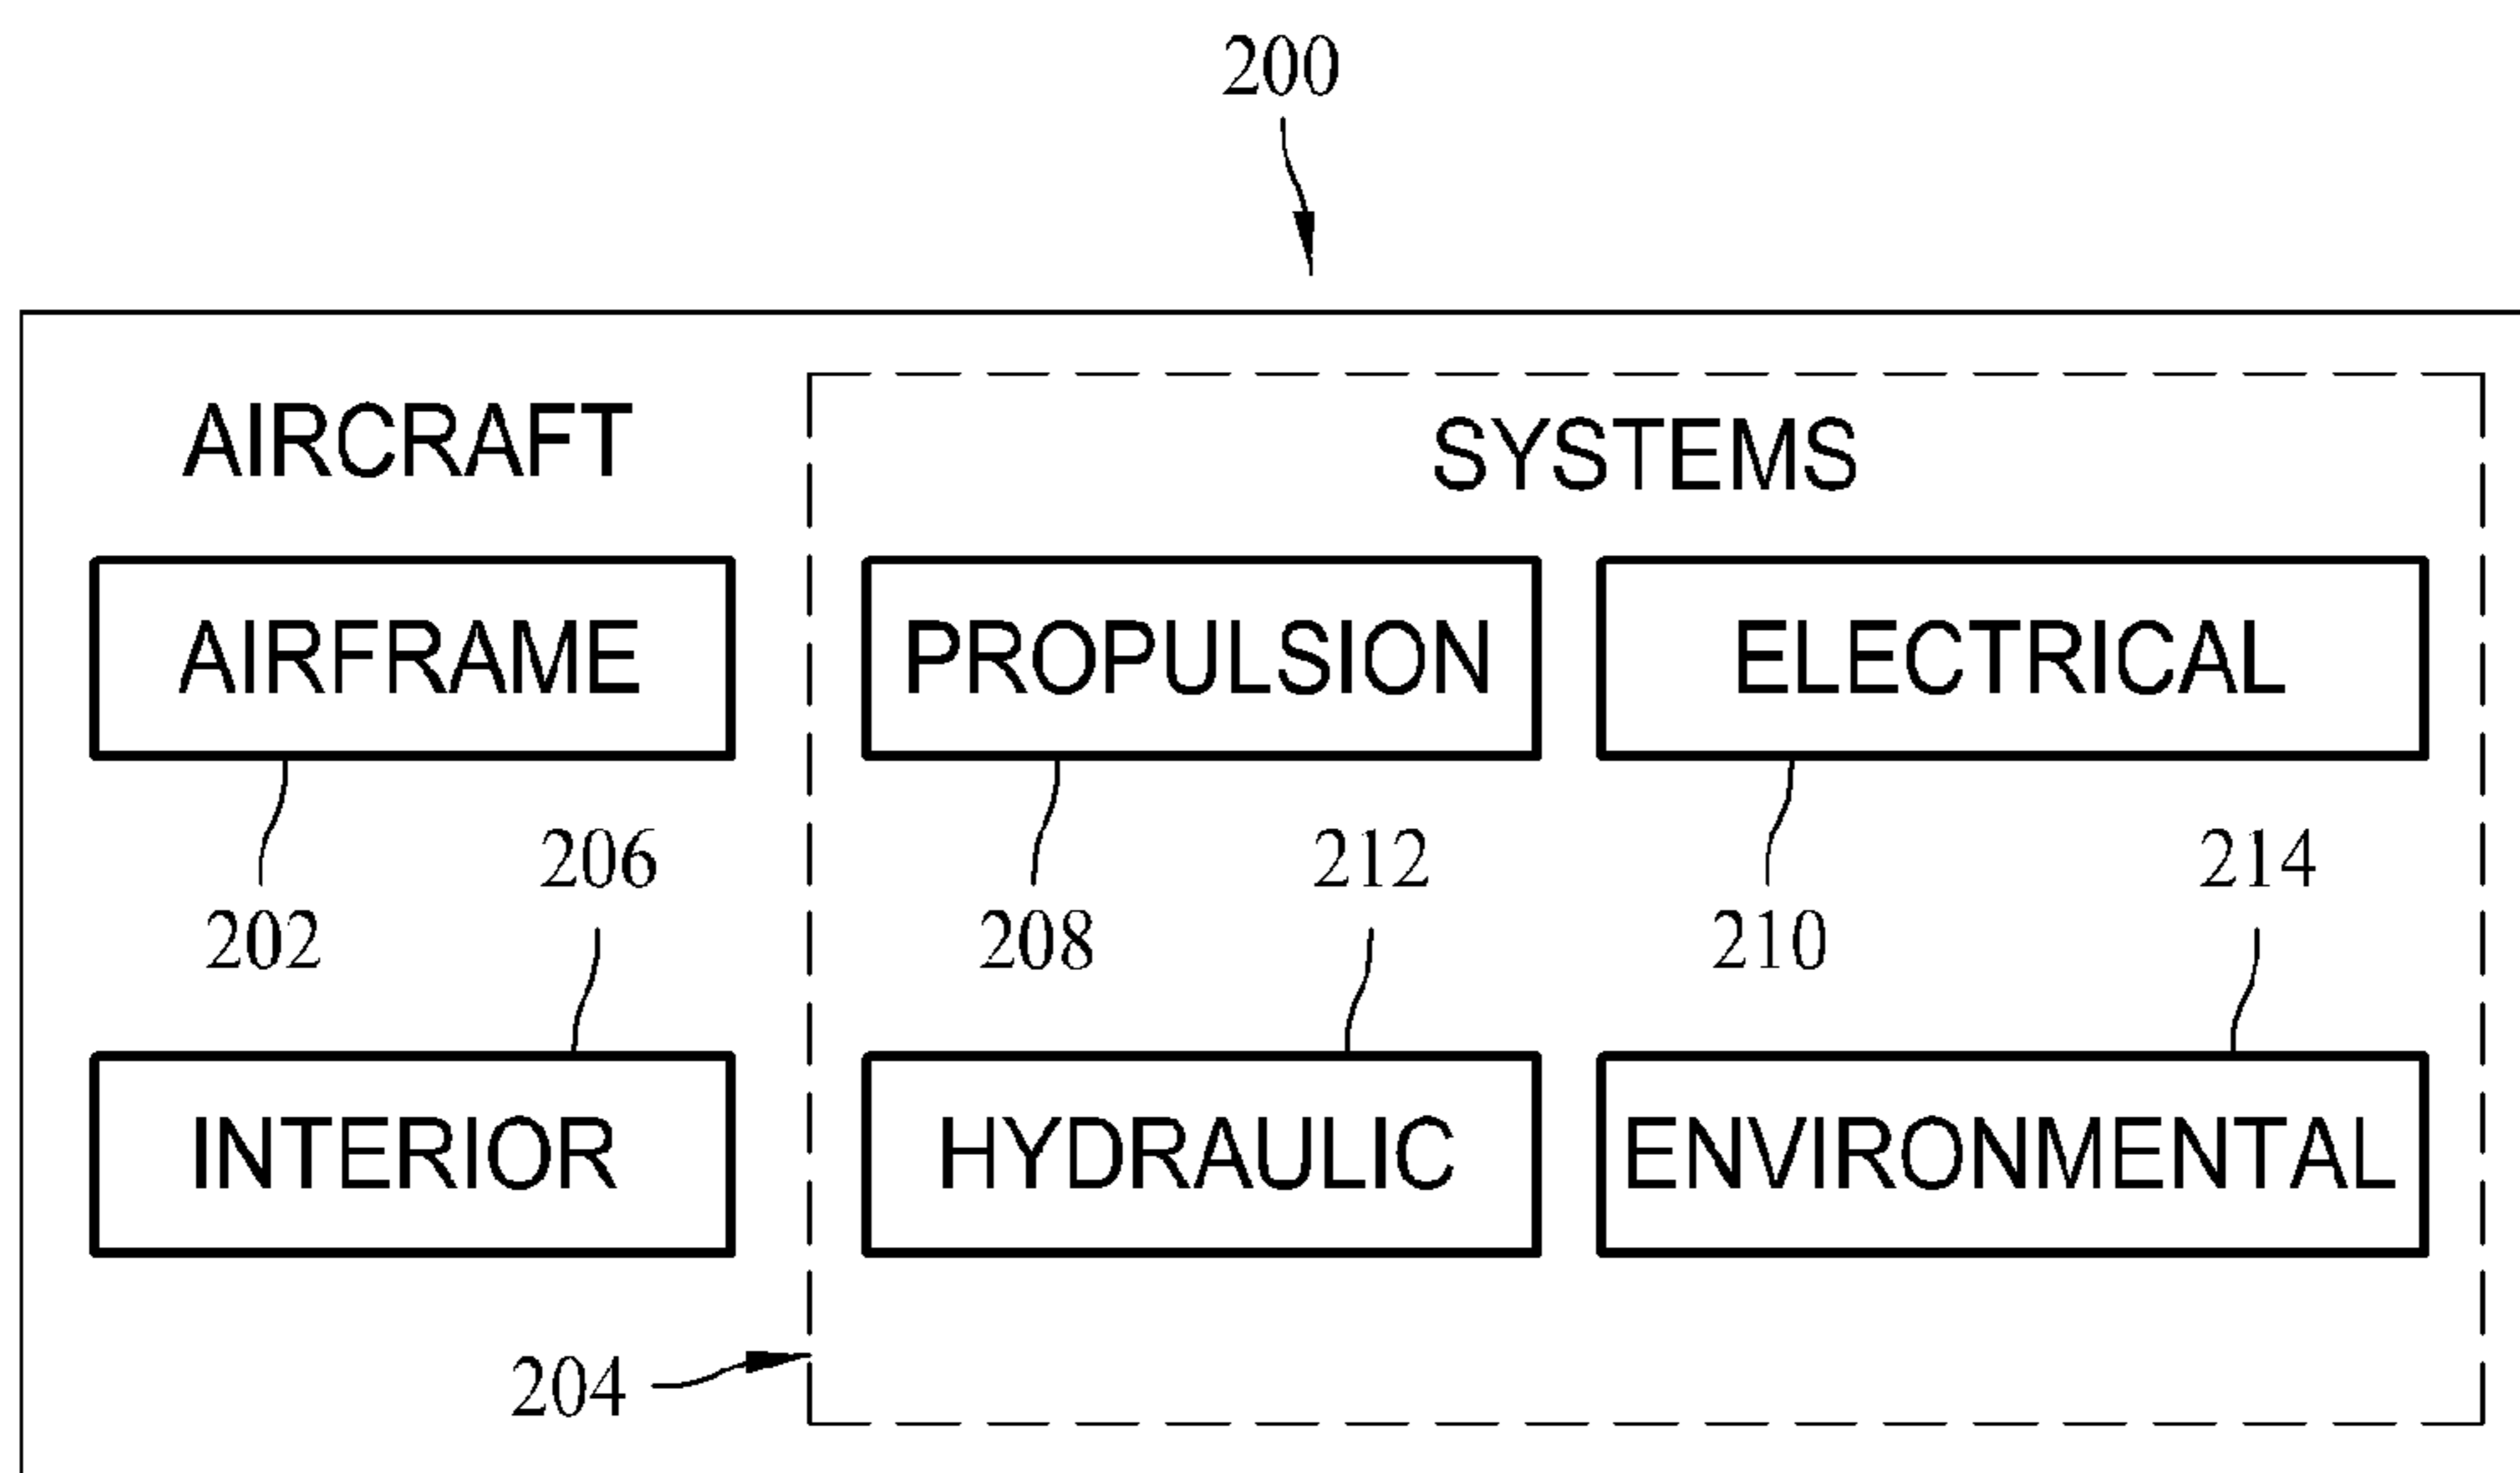 200
AIRCRAFT
SYSTEMS
AIRFRAME
PROPULSION
ELECTRICAL
206
212
214
202
208
210
INTERIOR
HYDRAULIC
ENVIRONMENTAL
204